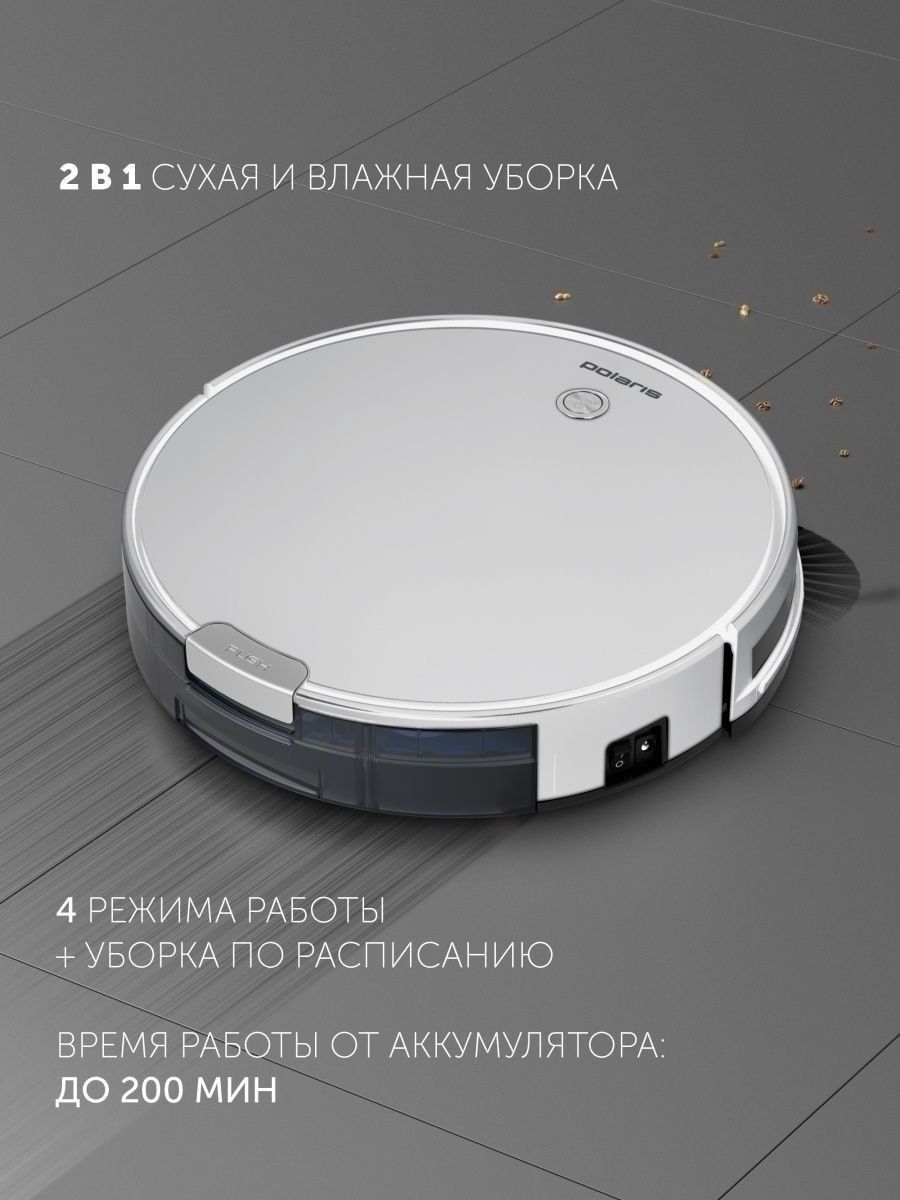 2 В 1 СУХАЯ И ВЛАЖНАЯ УБОРКА
polaris
PUSH
4 РЕЖИМА РАБОТЫ
+ УБОРКА ПО РАСПИСАНИЮ
ВРЕМЯ РАБОТЫ ОТ АККУМУЛЯТОРА:
ДО 200 МИН